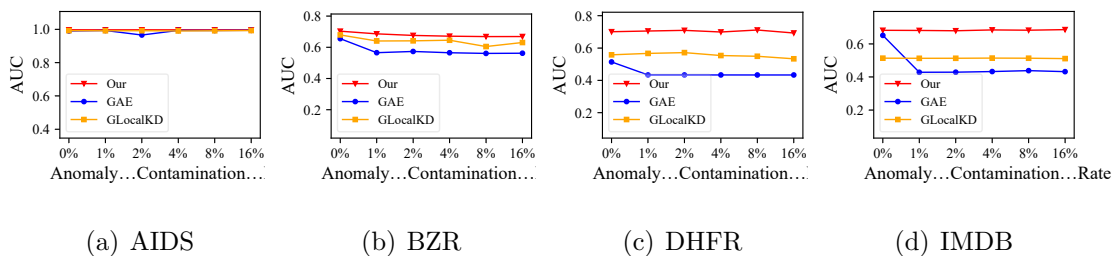 AUC
1.0
0.8
0.6
0.4
Our
GAE
GLocalKD
0% 1% 2% 4% 8% 16%
Anomaly…Contamination…
(a) AIDS
AUC
0.8
0.6
0.4
0.2
Our
GAE
GLocalKD
0% 1% 2% 4% 8% 16%
Anomaly…Contamination…
(b) BZR
AUC
0.8
0.6
0.4
0.2
Our
GAE
GLocalKD
0% 1% 2% 4% 8% 16%
Anomaly…Contamination…
(c) DHFR
AUC
0.6
0.4
0.2
Our
GAE
GLocalKD
0% 1% 2% 4% 8% 16%
Anomaly…Contamination…Rate
(d) IMDB